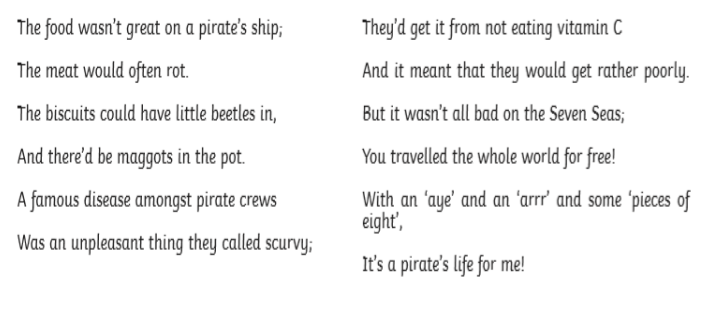 The food wasn't great on a pirate's ship;
The meat would often rot.
The biscuits could have little beetles in,
And there'd be maggots in the pot.
A famous disease amongst pirate crews
Was an unpleasant thing they called scurvy;
They'd get it from not eating vitamin C
And it meant that they would get rather poorly.
But it wasn't all bad on the Seven Seas;
You travelled the whole world for free!
With an ‘aye’ and an ‘arrr’ and some ‘pieces of
eight’,
It's a pirate's life for me!